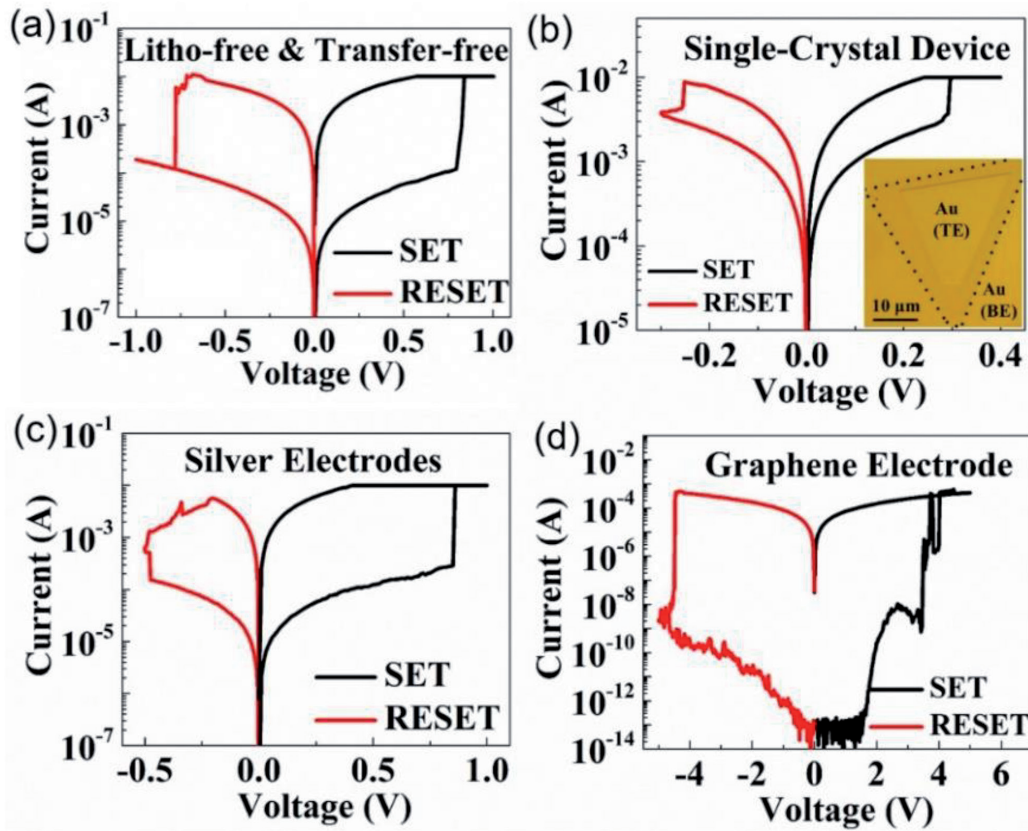 (a)
Litho-free & Transfer-free
10⁻¹
10⁻³
10⁻⁵
10⁻⁷
Current (A)
SET
RESET
-1.0 -0.5 0.0 0.5 1.0
Voltage (V)
(b)
Single-Crystal Device
10⁻²
10⁻³
10⁻⁴
10⁻⁵
Current (A)
SET
RESET
Au
(TE)
Au
(BE)
10 μm
-0.2 0.0 0.2 0.4
Voltage (V)
(c)
Silver Electrodes
10⁻¹
10⁻³
10⁻⁵
10⁻⁷
Current (A)
SET
RESET
-0.5 0.0 0.5 1.0
Voltage (V)
(d)
Graphene Electrode
10⁻²
10⁻⁴
10⁻⁶
10⁻⁸
10⁻¹⁰
10⁻¹²
10⁻¹⁴
Current (A)
SET
RESET
-4 -2 0 2 4 6
Voltage (V)